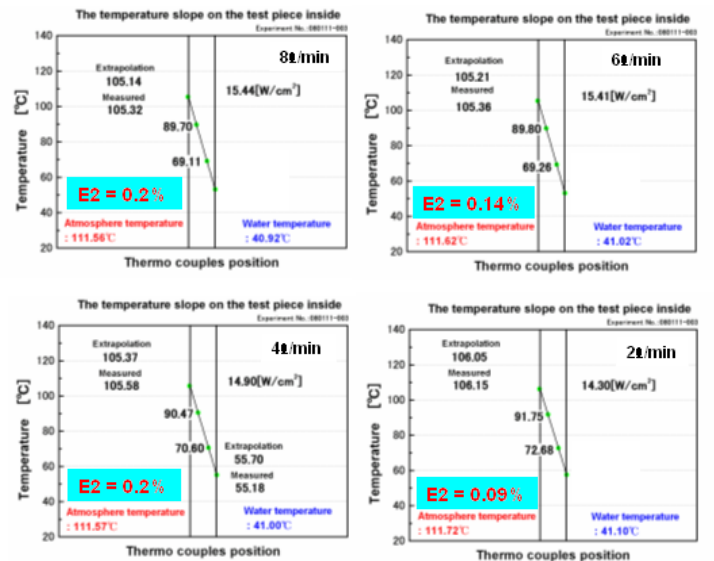 The temperature slope on the test piece inside
Experiment No.:080111-003
8ℓ/min
140
120
100
80
60
40
20
Temperature [℃]
Extrapolation
105.14
Measured
105.32
15.44[W/cm²]
89.70
69.11
E2 = 0.2%
Atmosphere temperature
: 111.56℃
Water temperature
: 40.92℃
Thermo couples position
The temperature slope on the test piece inside
Experiment No.:080111-003
6ℓ/min
140
120
100
80
60
40
20
Temperature [℃]
Extrapolation
105.21
Measured
105.36
15.41[W/cm²]
89.80
69.26
E2 = 0.14%
Atmosphere temperature
: 111.62℃
Water temperature
: 41.02℃
Thermo couples position
The temperature slope on the test piece inside
Experiment No.:080111-003
4ℓ/min
140
120
100
80
60
40
20
Temperature [℃]
Extrapolation
105.37
Measured
105.58
14.90[W/cm²]
90.47
70.60
Extrapolation
55.70
Measured
55.18
E2 = 0.2%
Atmosphere temperature
: 111.57℃
Water temperature
: 41.00℃
Thermo couples position
The temperature slope on the test piece inside
Experiment No.:080111-003
2ℓ/min
140
120
100
80
60
40
20
Temperature [℃]
Extrapolation
106.05
Measured
106.15
14.30[W/cm²]
91.75
72.68
E2 = 0.09%
Atmosphere temperature
: 111.72℃
Water temperature
: 41.10℃
Thermo couples position